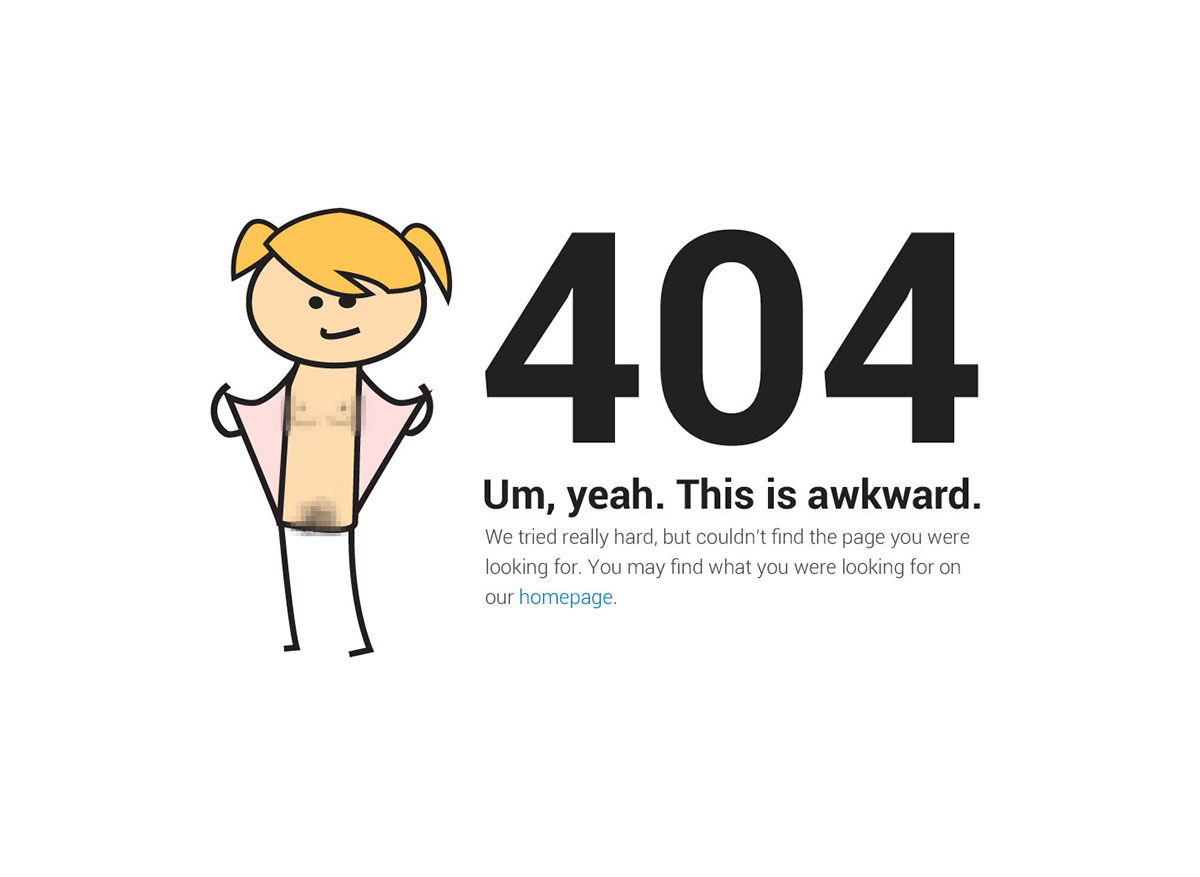 404
Um, yeah. This is awkward.
We tried really hard, but couldn't find the page you were
looking for. You may find what you were looking for on
our homepage.